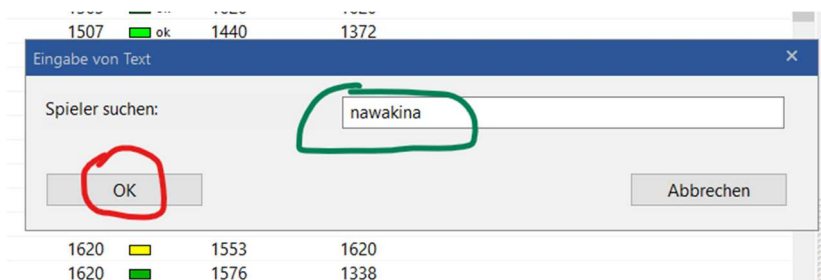 1507 ok 1440 1372
Eingabe von Text
Spieler suchen:
nawakina
OK Abbrechen
1620 1553 1620
1620 1576 1338